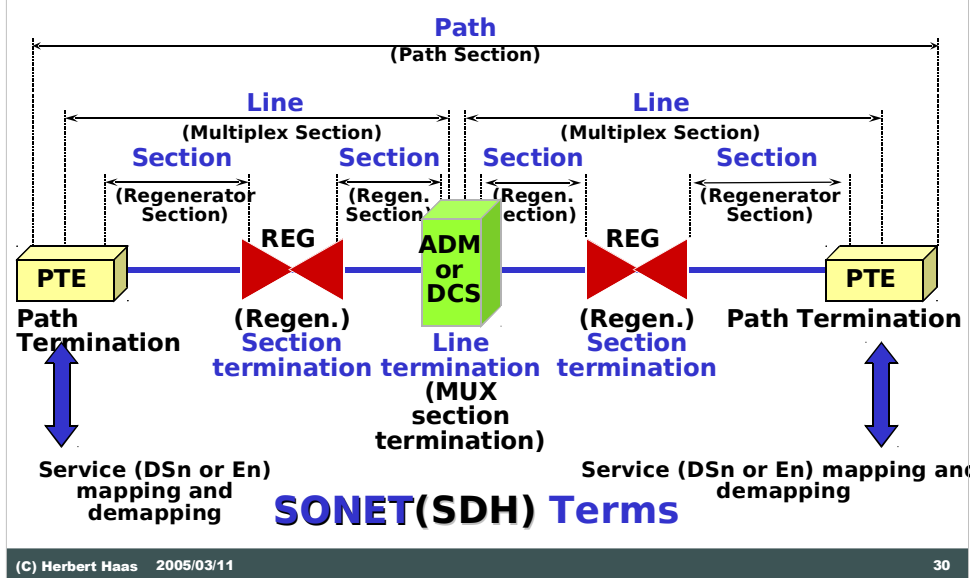 Path
(Path Section)
Line
Line
(Multiplex Section)
(Multiplex Section)
Section
Section
Section
Section
(Regenerator
Section)
(Regen.
Section)
(Regen.
ection)
(Regenerator
Section)
REG
REG
ADM
or
DCS
PTE
PTE
Path
Termination
(Regen.)
Section
termination
Line
termination
(MUX
section
termination)
(Regen.)
Section
termination
Path Termination
Service (DSn or En)
mapping and
demapping
Service (DSn or En) mapping and
demapping
SONET(SDH) Terms
(C) Herbert Haas 2005/03/11
30